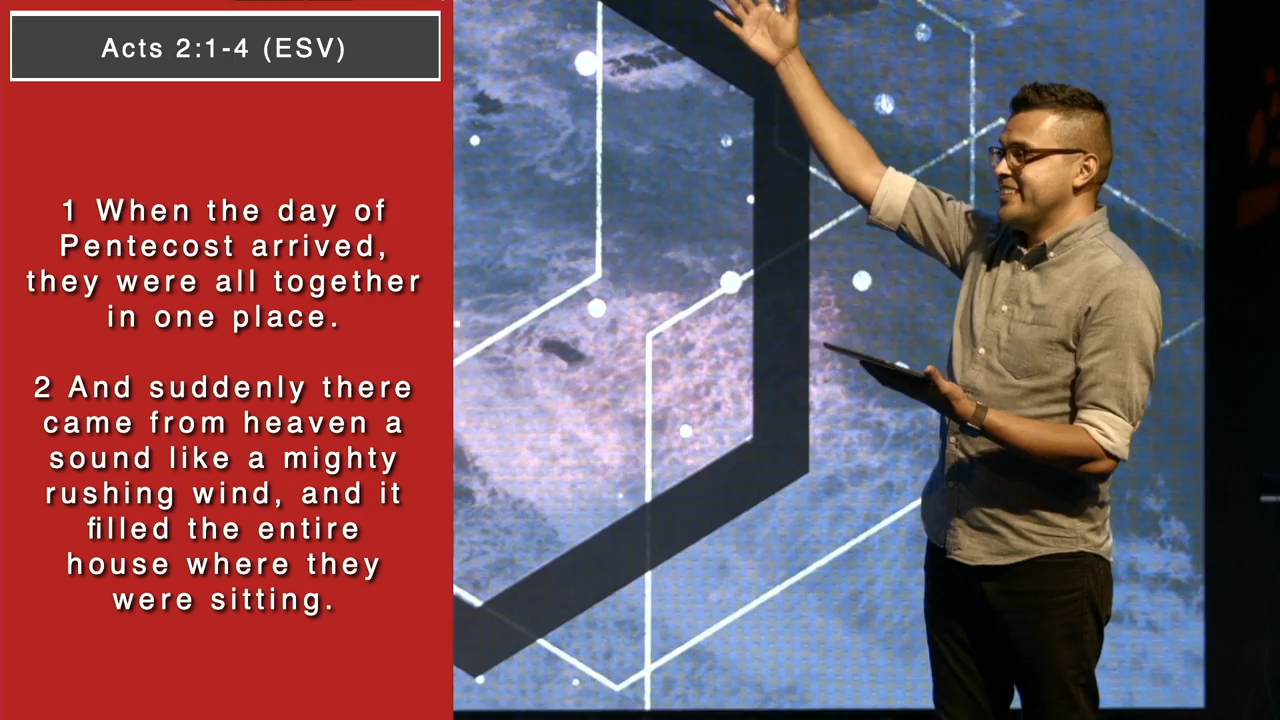 Acts 2:1-4 (ESV)
1 When the day of
Pentecost arrived,
they were all together
in one place.
2 And suddenly there
came from heaven a
sound like a mighty
rushing wind, and it
filled the entire
house where they
were sitting.